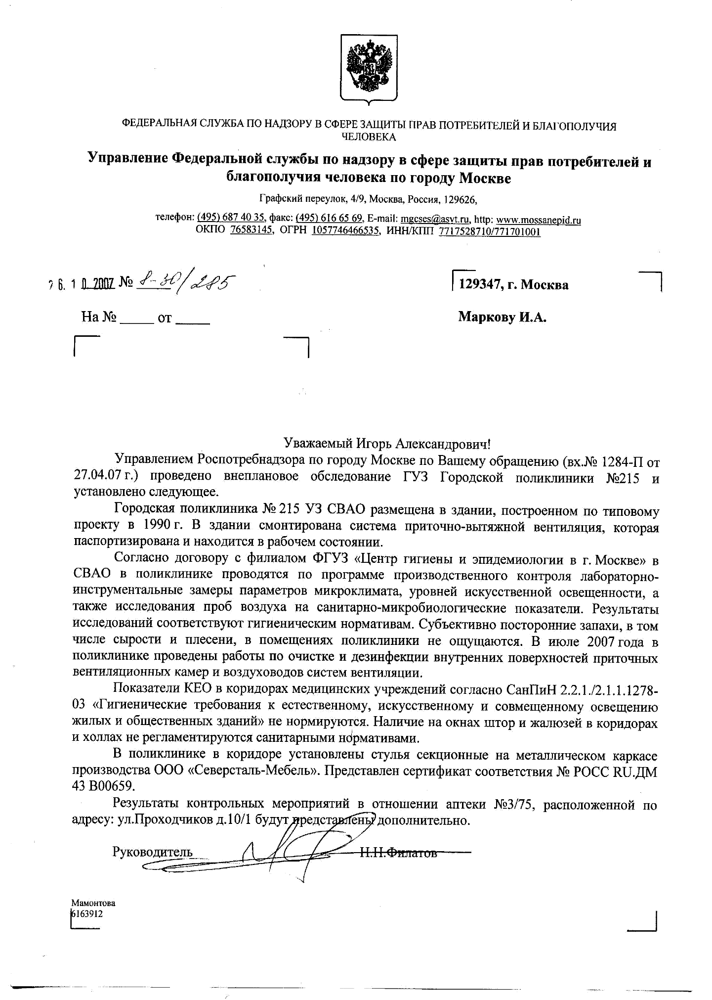 ФЕДЕРАЛЬНАЯ СЛУЖБА ПО НАДЗОРУ В СФЕРЕ ЗАЩИТЫ ПРАВ ПОТРЕБИТЕЛЕЙ И БЛАГОПОЛУЧИЯ
ЧЕЛОВЕКА
Управление Федеральной службы по надзору в сфере защиты прав потребителей и
благополучия человека по городу Москве
Графский переулок, 4/9, Москва, Россия, 129626,
телефон: (495) 687 40 35, факс: (495) 616 65 69, E-mail: mgcses@asvt.ru, http: www.mossanepid.ru
ОКПО 76583145, ОГРН 1057746466535, ИНН/КПП 7717528710/771701001
26.10.2007 № 8-30/285
129347, г. Москва
На № _____ от _____
Маркову И.А.
Уважаемый Игорь Александрович!
Управлением Роспотребнадзора по городу Москве по Вашему обращению (вх.№ 1284-П от
27.04.07 г.) проведено внеплановое обследование ГУЗ Городской поликлиники №215 и
установлено следующее.
Городская поликлиника № 215 УЗ СВАО размещена в здании, построенном по типовому
проекту в 1990 г. В здании смонтирована система приточно-вытяжной вентиляция, которая
паспортизирована и находится в рабочем состоянии.
Согласно договору с филиалом ФГУЗ «Центр гигиены и эпидемиологии в г. Москве» в
СВАО в поликлинике проводятся по программе производственного контроля лабораторно-
инструментальные замеры параметров микроклимата, уровней искусственной освещенности, а
также исследования проб воздуха на санитарно-микробиологические показатели. Результаты
исследований соответствуют гигиеническим нормативам. Субъективно посторонние запахи, в том
числе сырости и плесени, в помещениях поликлиники не ощущаются. В июле 2007 года в
поликлинике проведены работы по очистке и дезинфекции внутренних поверхностей приточных
вентиляционных камер и воздуховодов систем вентиляции.
Показатели КЕО в коридорах медицинских учреждений согласно СанПиН 2.2.1./2.1.1.1278-
03 «Гигиенические требования к естественному, искусственному и совмещенному освещению
жилых и общественных зданий» не нормируются. Наличие на окнах штор и жалюзей в коридорах
и холлах не регламентируются санитарными нормативами.
В поликлинике в коридоре установлены стулья секционные на металлическом каркасе
производства ООО «Северсталь-Мебель». Представлен сертификат соответствия № РОСС RU.ДМ
43 В00659.
Результаты контрольных мероприятий в отношении аптеки №3/75, расположенной по
адресу: ул.Проходчиков д.10/1 будут представлены дополнительно.
Руководитель Н.Н.Филатов
Мамонтова
6163912